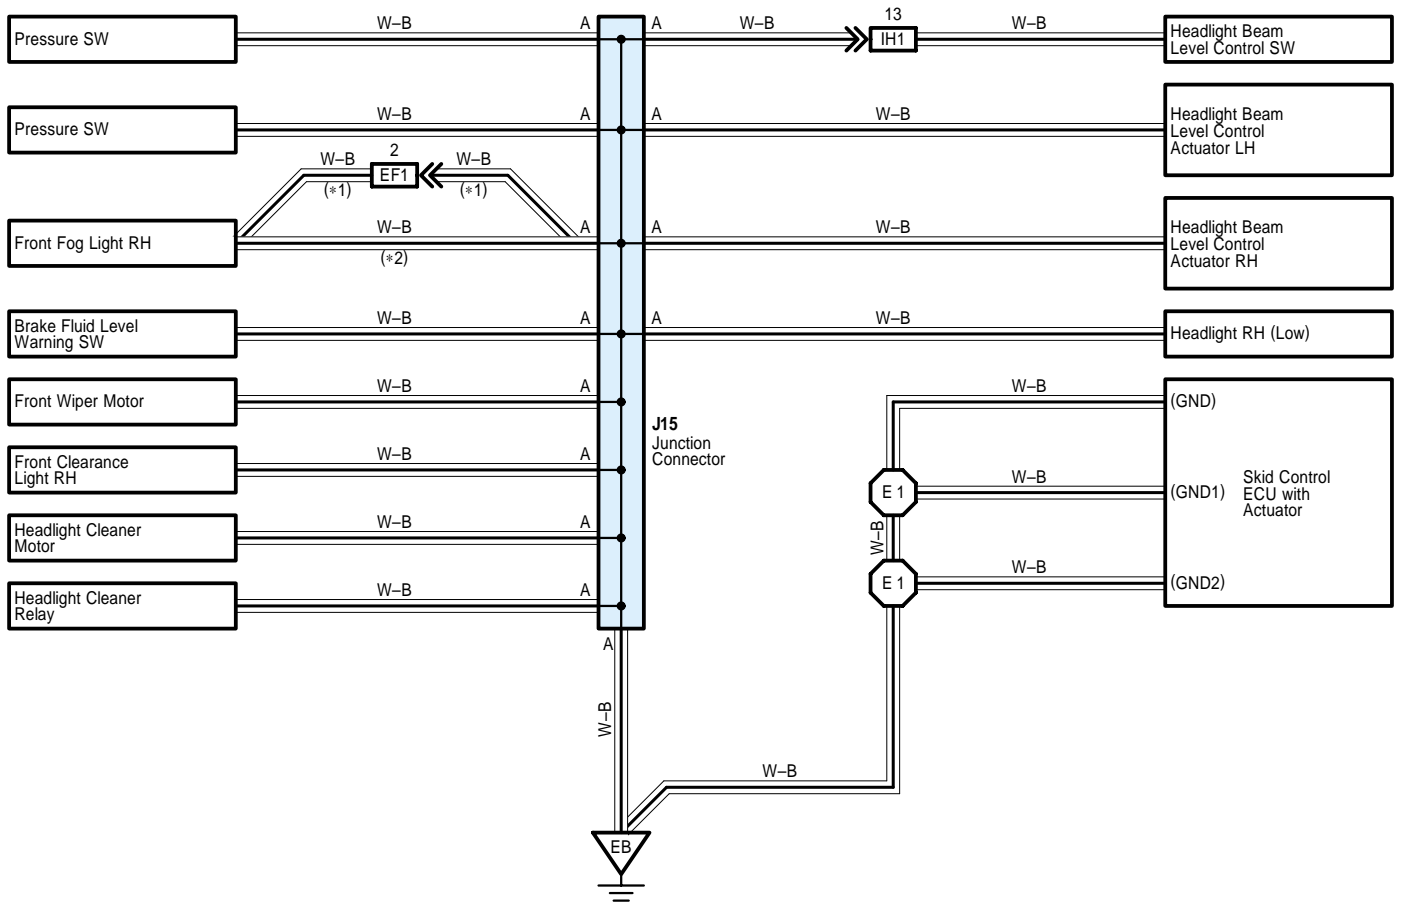 W–B A A W–B 13 W–B
Pressure SW
IH1
Headlight Beam
Level Control SW
W–B A A W–B
Pressure SW
Headlight Beam
Level Control
Actuator LH
W–B 2 W–B
EF1
(*1) (*1)
W–B A A W–B
Front Fog Light RH
(*2)
Headlight Beam
Level Control
Actuator RH
W–B A A W–B
Brake Fluid Level
Warning SW
Headlight RH (Low)
W–B A
Front Wiper Motor
W–B
(GND)
J15
Junction
Connector
W–B A
Front Clearance
Light RH
E 1
W–B
(GND1)
Skid Control
ECU with
Actuator
W–B A
Headlight Cleaner
Motor
W–B
E 1
W–B
(GND2)
W–B A
Headlight Cleaner
Relay
A
W–B
W–B
EB